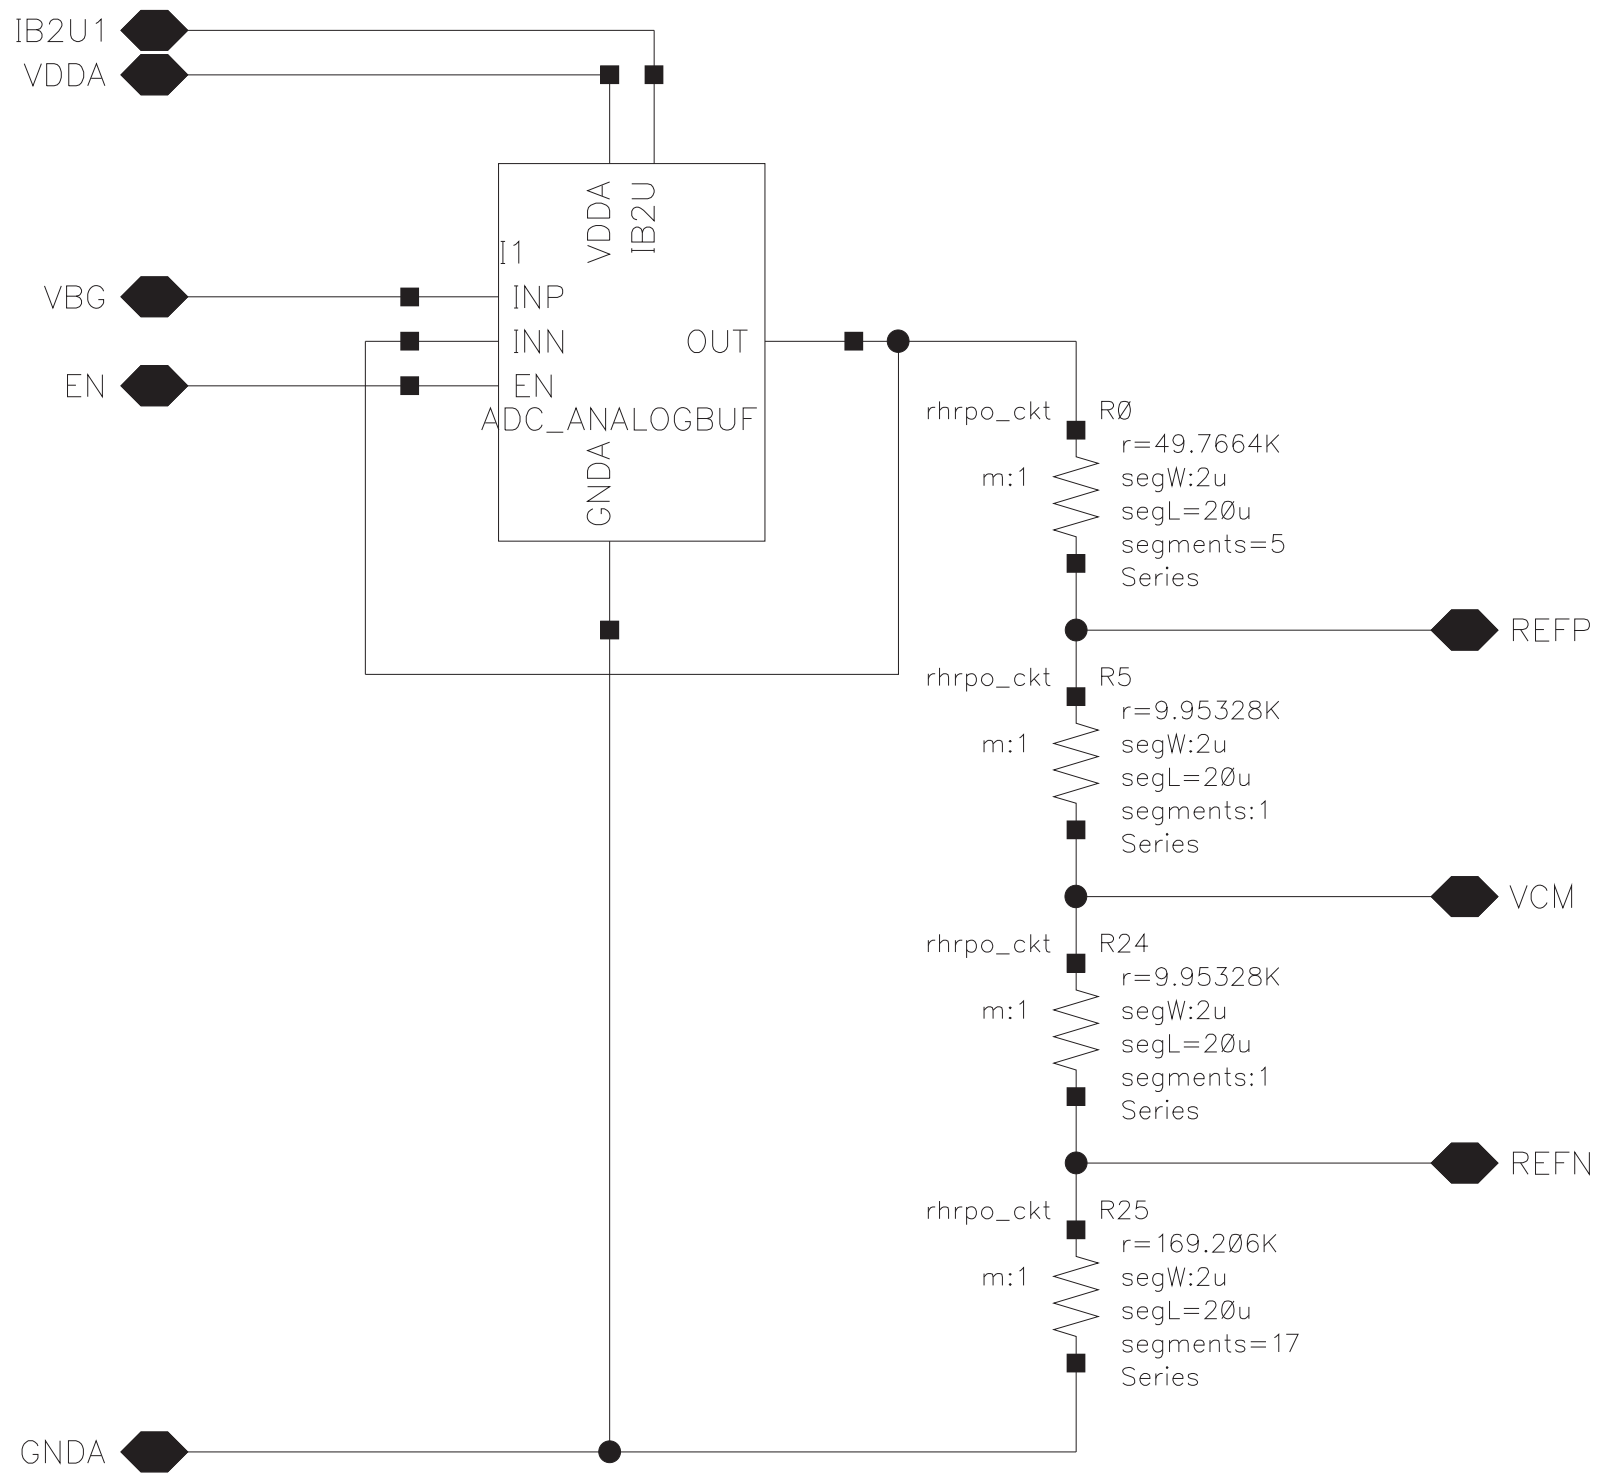 IB2U1
VDDA
VDDA
IB2U
I1
VBG
INP
INN
OUT
EN
EN
ADC_ANALOGBUF
GNDA
rhrpo_ckt
R0
r=49.7664K
m:1
segW:2u
segL=20u
segments=5
Series
REFP
rhrpo_ckt
R5
r=9.95328K
m:1
segW:2u
segL=20u
segments:1
Series
VCM
rhrpo_ckt
R24
r=9.95328K
m:1
segW:2u
segL=20u
segments:1
Series
REFN
rhrpo_ckt
R25
r=169.206K
m:1
segW:2u
segL=20u
segments=17
Series
GNDA